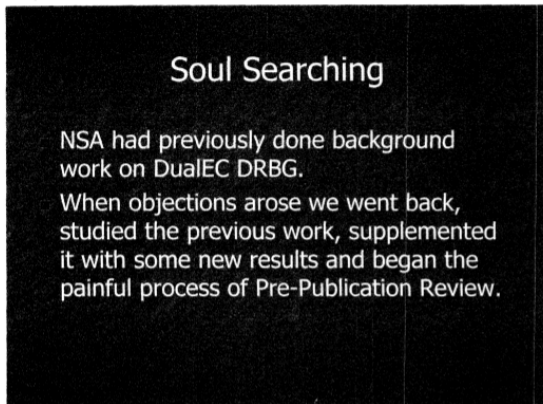 Soul Searching
NSA had previously done background
work on DualEC DRBG.
When objections arose we went back,
studied the previous work, supplemented
it with some new results and began the
painful process of Pre-Publication Review.